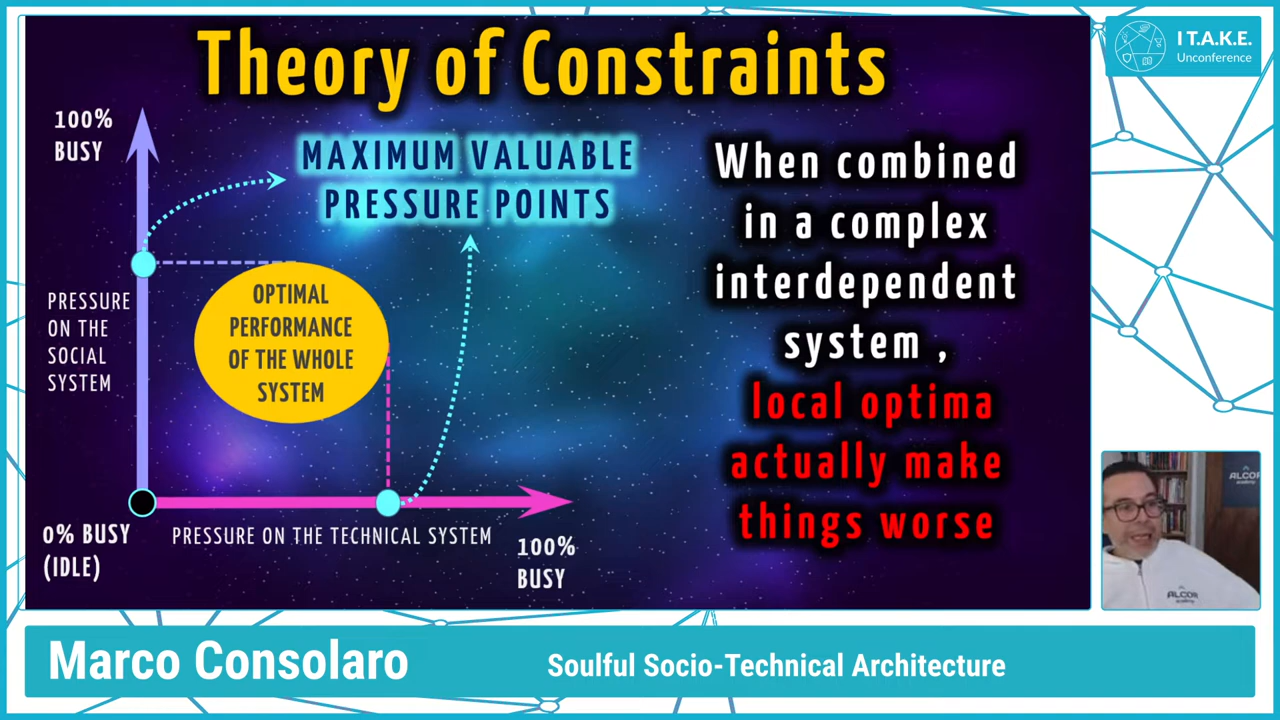 Theory of Constraints
I T.A.K.E.
Unconference
100%
BUSY
MAXIMUM VALUABLE
PRESSURE POINTS
PRESSURE
ON THE
SOCIAL
SYSTEM
OPTIMAL
PERFORMANCE
OF THE WHOLE
SYSTEM
0% BUSY
(IDLE)
PRESSURE ON THE TECHNICAL SYSTEM
100%
BUSY
When combined
in a complex
interdependent
system ,
local optima
actually make
things worse
ALCOR
academy
Marco Consolaro
Soulful Socio-Technical Architecture